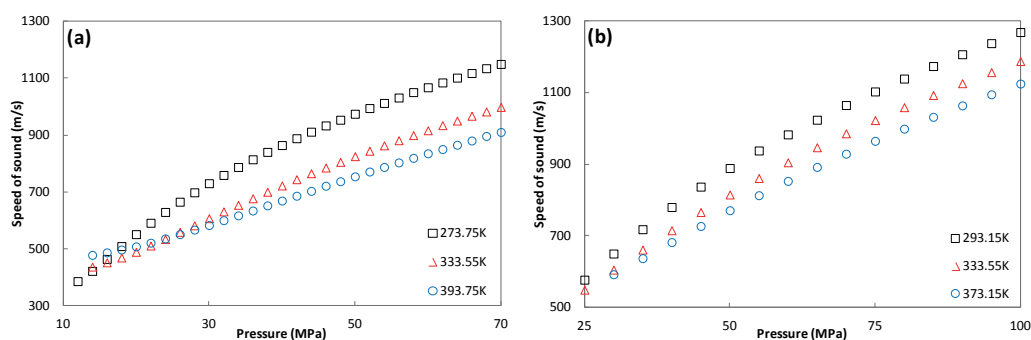 (a)
Speed of sound (m/s)
1300
1100
900
700
500
300
10
30
50
70
Pressure (MPa)
273.75K
333.55K
393.75K
(b)
Speed of sound (m/s)
1300
1100
900
700
500
25
50
75
100
Pressure (MPa)
293.15K
333.55K
373.15K